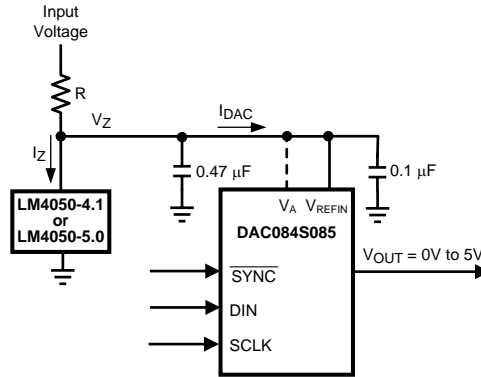 Input
Voltage
R
VZ
IDAC
IZ
0.47 μF
0.1 μF
LM4050-4.1
or
LM4050-5.0
VA VREFIN
DAC084S085
SYNC
VOUT = 0V to 5V
DIN
SCLK